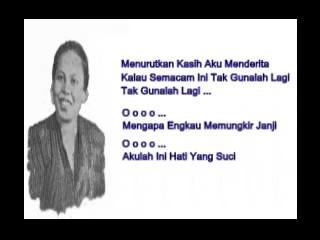 Menurutkan Kasih Aku Menderita
Kalau Semacam Ini Tak Gunalah Lagi
Tak Gunalah Lagi ...
O o o o ...
Mengapa Engkau Memungkir Janji
O o o o ...
Akulah Ini Hati Yang Suci